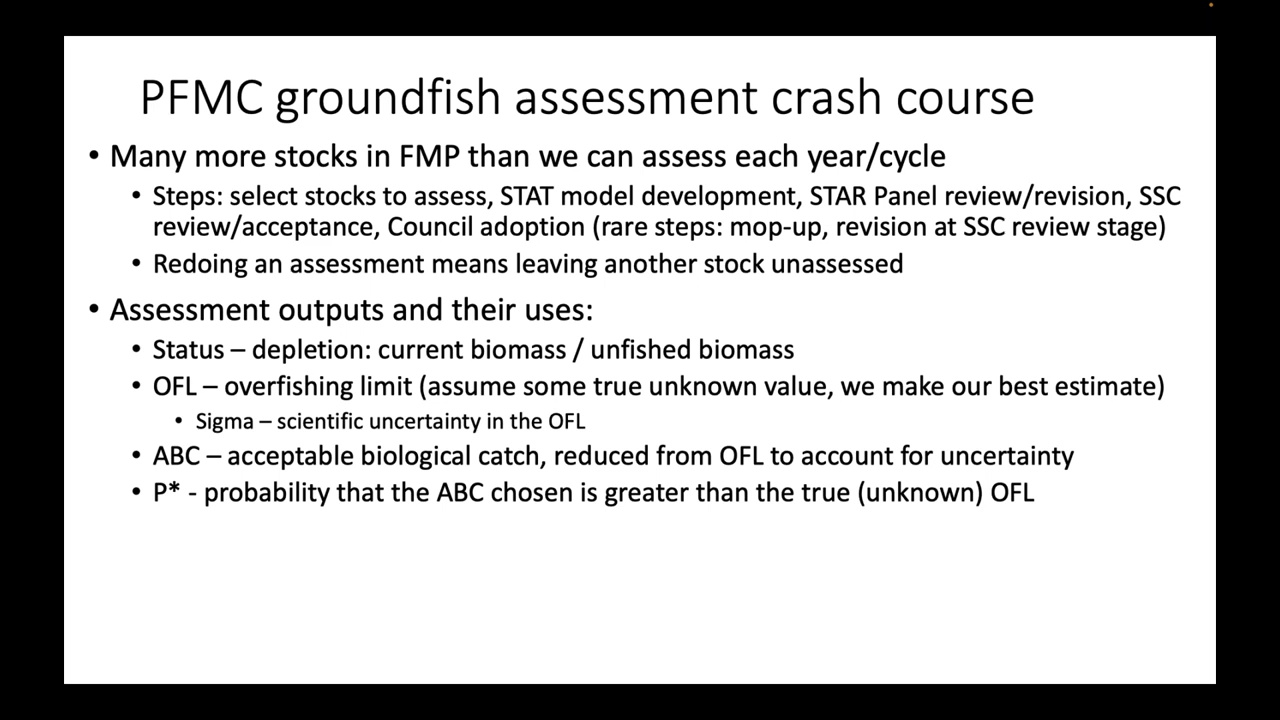 PFMC groundfish assessment crash course
• Many more stocks in FMP than we can assess each year/cycle
• Steps: select stocks to assess, STAT model development, STAR Panel review/revision, SSC
review/acceptance, Council adoption (rare steps: mop-up, revision at SSC review stage)
• Redoing an assessment means leaving another stock unassessed
• Assessment outputs and their uses:
• Status – depletion: current biomass / unfished biomass
• OFL – overfishing limit (assume some true unknown value, we make our best estimate)
• Sigma – scientific uncertainty in the OFL
• ABC – acceptable biological catch, reduced from OFL to account for uncertainty
• P* - probability that the ABC chosen is greater than the true (unknown) OFL